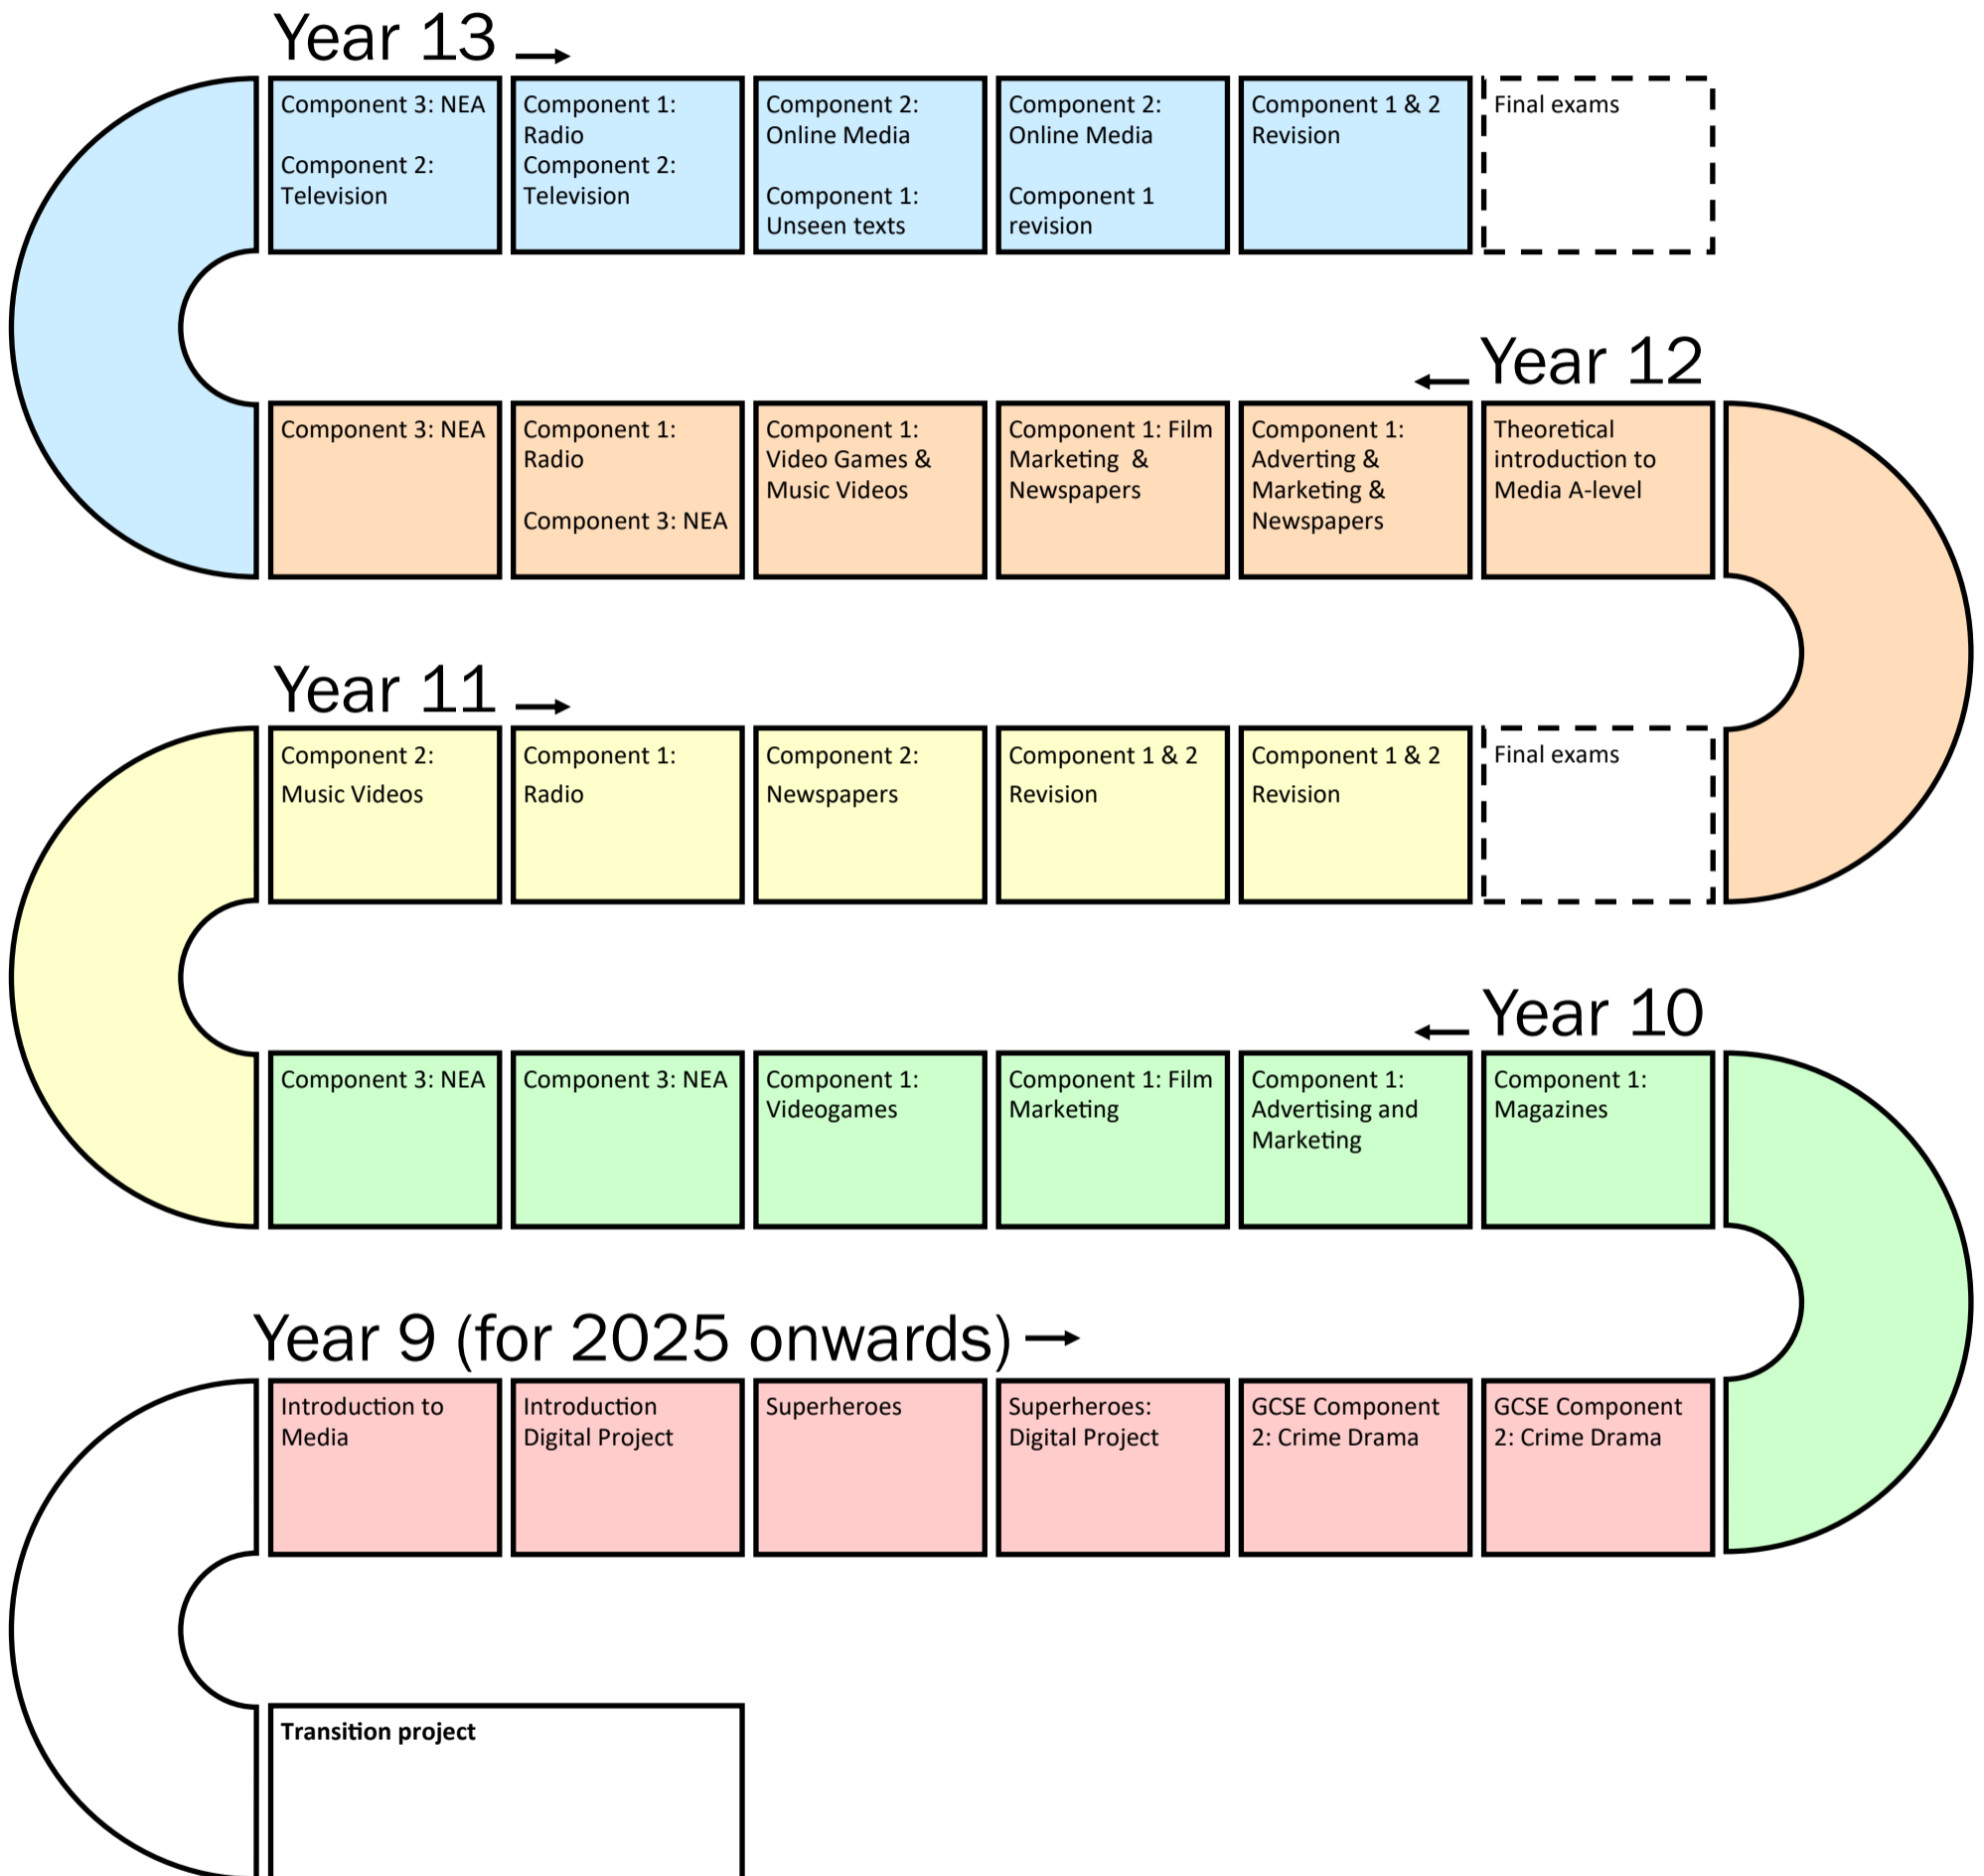 Year 13
Component 3: NEA
Component 2:
Television
Component 1:
Radio
Component 2:
Television
Component 2:
Online Media
Component 1:
Unseen texts
Component 2:
Online Media
Component 1
revision
Component 1 & 2
Revision
Final exams
Year 12
Component 3: NEA
Component 1:
Radio
Component 3: NEA
Component 1:
Video Games &
Music Videos
Component 1: Film
Marketing &
Newspapers
Component 1:
Adverting &
Marketing &
Newspapers
Theoretical
introduction to
Media A-level
Year 11
Component 2:
Music Videos
Component 1:
Radio
Component 2:
Newspapers
Component 1 & 2
Revision
Component 1 & 2
Revision
Final exams
Year 10
Component 3: NEA
Component 3: NEA
Component 1:
Videogames
Component 1: Film
Marketing
Component 1:
Advertising and
Marketing
Component 1:
Magazines
Year 9 (for 2025 onwards)
Introduction to
Media
Introduction
Digital Project
Superheroes
Superheroes:
Digital Project
GCSE Component
2: Crime Drama
GCSE Component
2: Crime Drama
Transition project